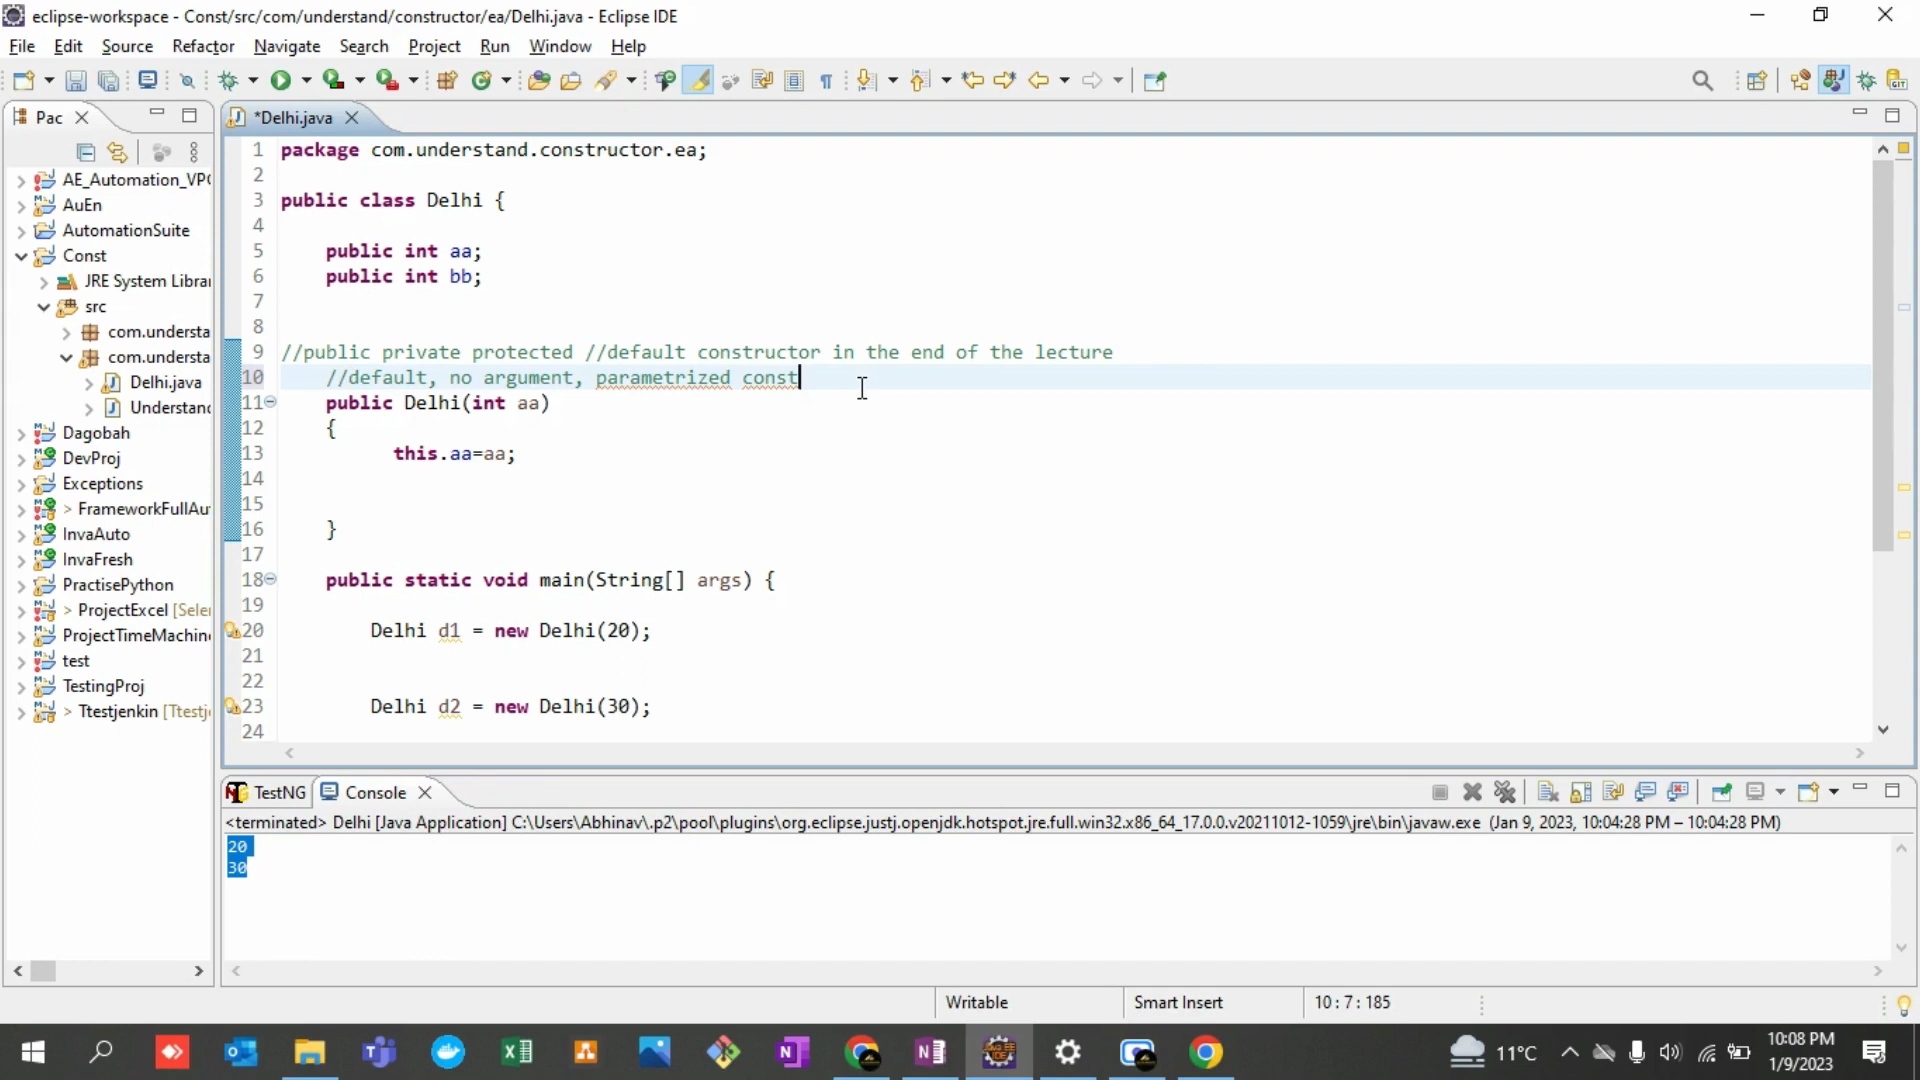 eclipse-workspace - Const/src/com/understand/constructor/ea/Delhi.java - Eclipse IDE
File Edit Source Refactor Navigate Search Project Run Window Help
Pac
*Delhi.java
AE_Automation_VPC
AuEn
AutomationSuite
Const
JRE System Librar
src
com.understa
com.understa
Delhi.java
Understand
Dagobah
DevProj
Exceptions
> FrameworkFullAu
InvaAuto
InvaFresh
PractisePython
> ProjectExcel [Seler
ProjectTimeMachin
test
TestingProj
> Ttestjenkin [Ttestj
1 package com.understand.constructor.ea;
2
3 public class Delhi {
4
5 public int aa;
6 public int bb;
7
8
9 //public private protected //default constructor in the end of the lecture
10 //default, no argument, parametrized const
11 public Delhi(int aa)
12 {
13 this.aa=aa;
14
15
16 }
17
18 public static void main(String[] args) {
19
20 Delhi d1 = new Delhi(20);
21
22
23 Delhi d2 = new Delhi(30);
24
TestNG Console
<terminated> Delhi [Java Application] C:\Users\Abhinav\.p2\pool\plugins\org.eclipse.justj.openjdk.hotspot.jre.full.win32.x86_64_17.0.0.v20211012-1059\jre\bin\javaw.exe (Jan 9, 2023, 10:04:28 PM – 10:04:28 PM)
20
30
Writable Smart Insert 10 : 7 : 185
11°C
10:08 PM
1/9/2023